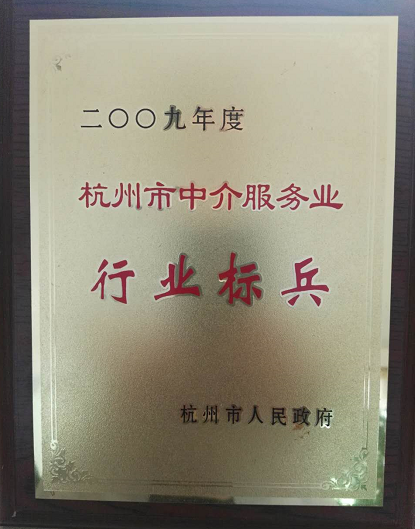 二〇〇九年度
杭州市中介服务业
行业标兵
杭州市人民政府